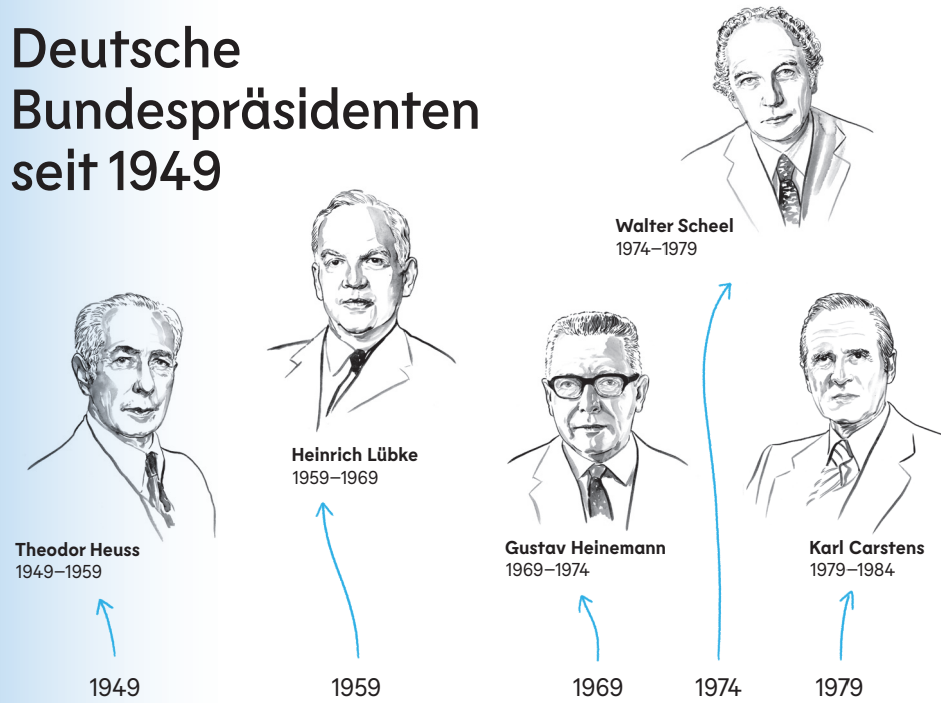 Deutsche
Bundespräsidenten
seit 1949
Walter Scheel
1974–1979
Heinrich Lübke
1959–1969
Theodor Heuss
1949–1959
Gustav Heinemann
1969–1974
Karl Carstens
1979–1984
1949
1959
1969
1974
1979